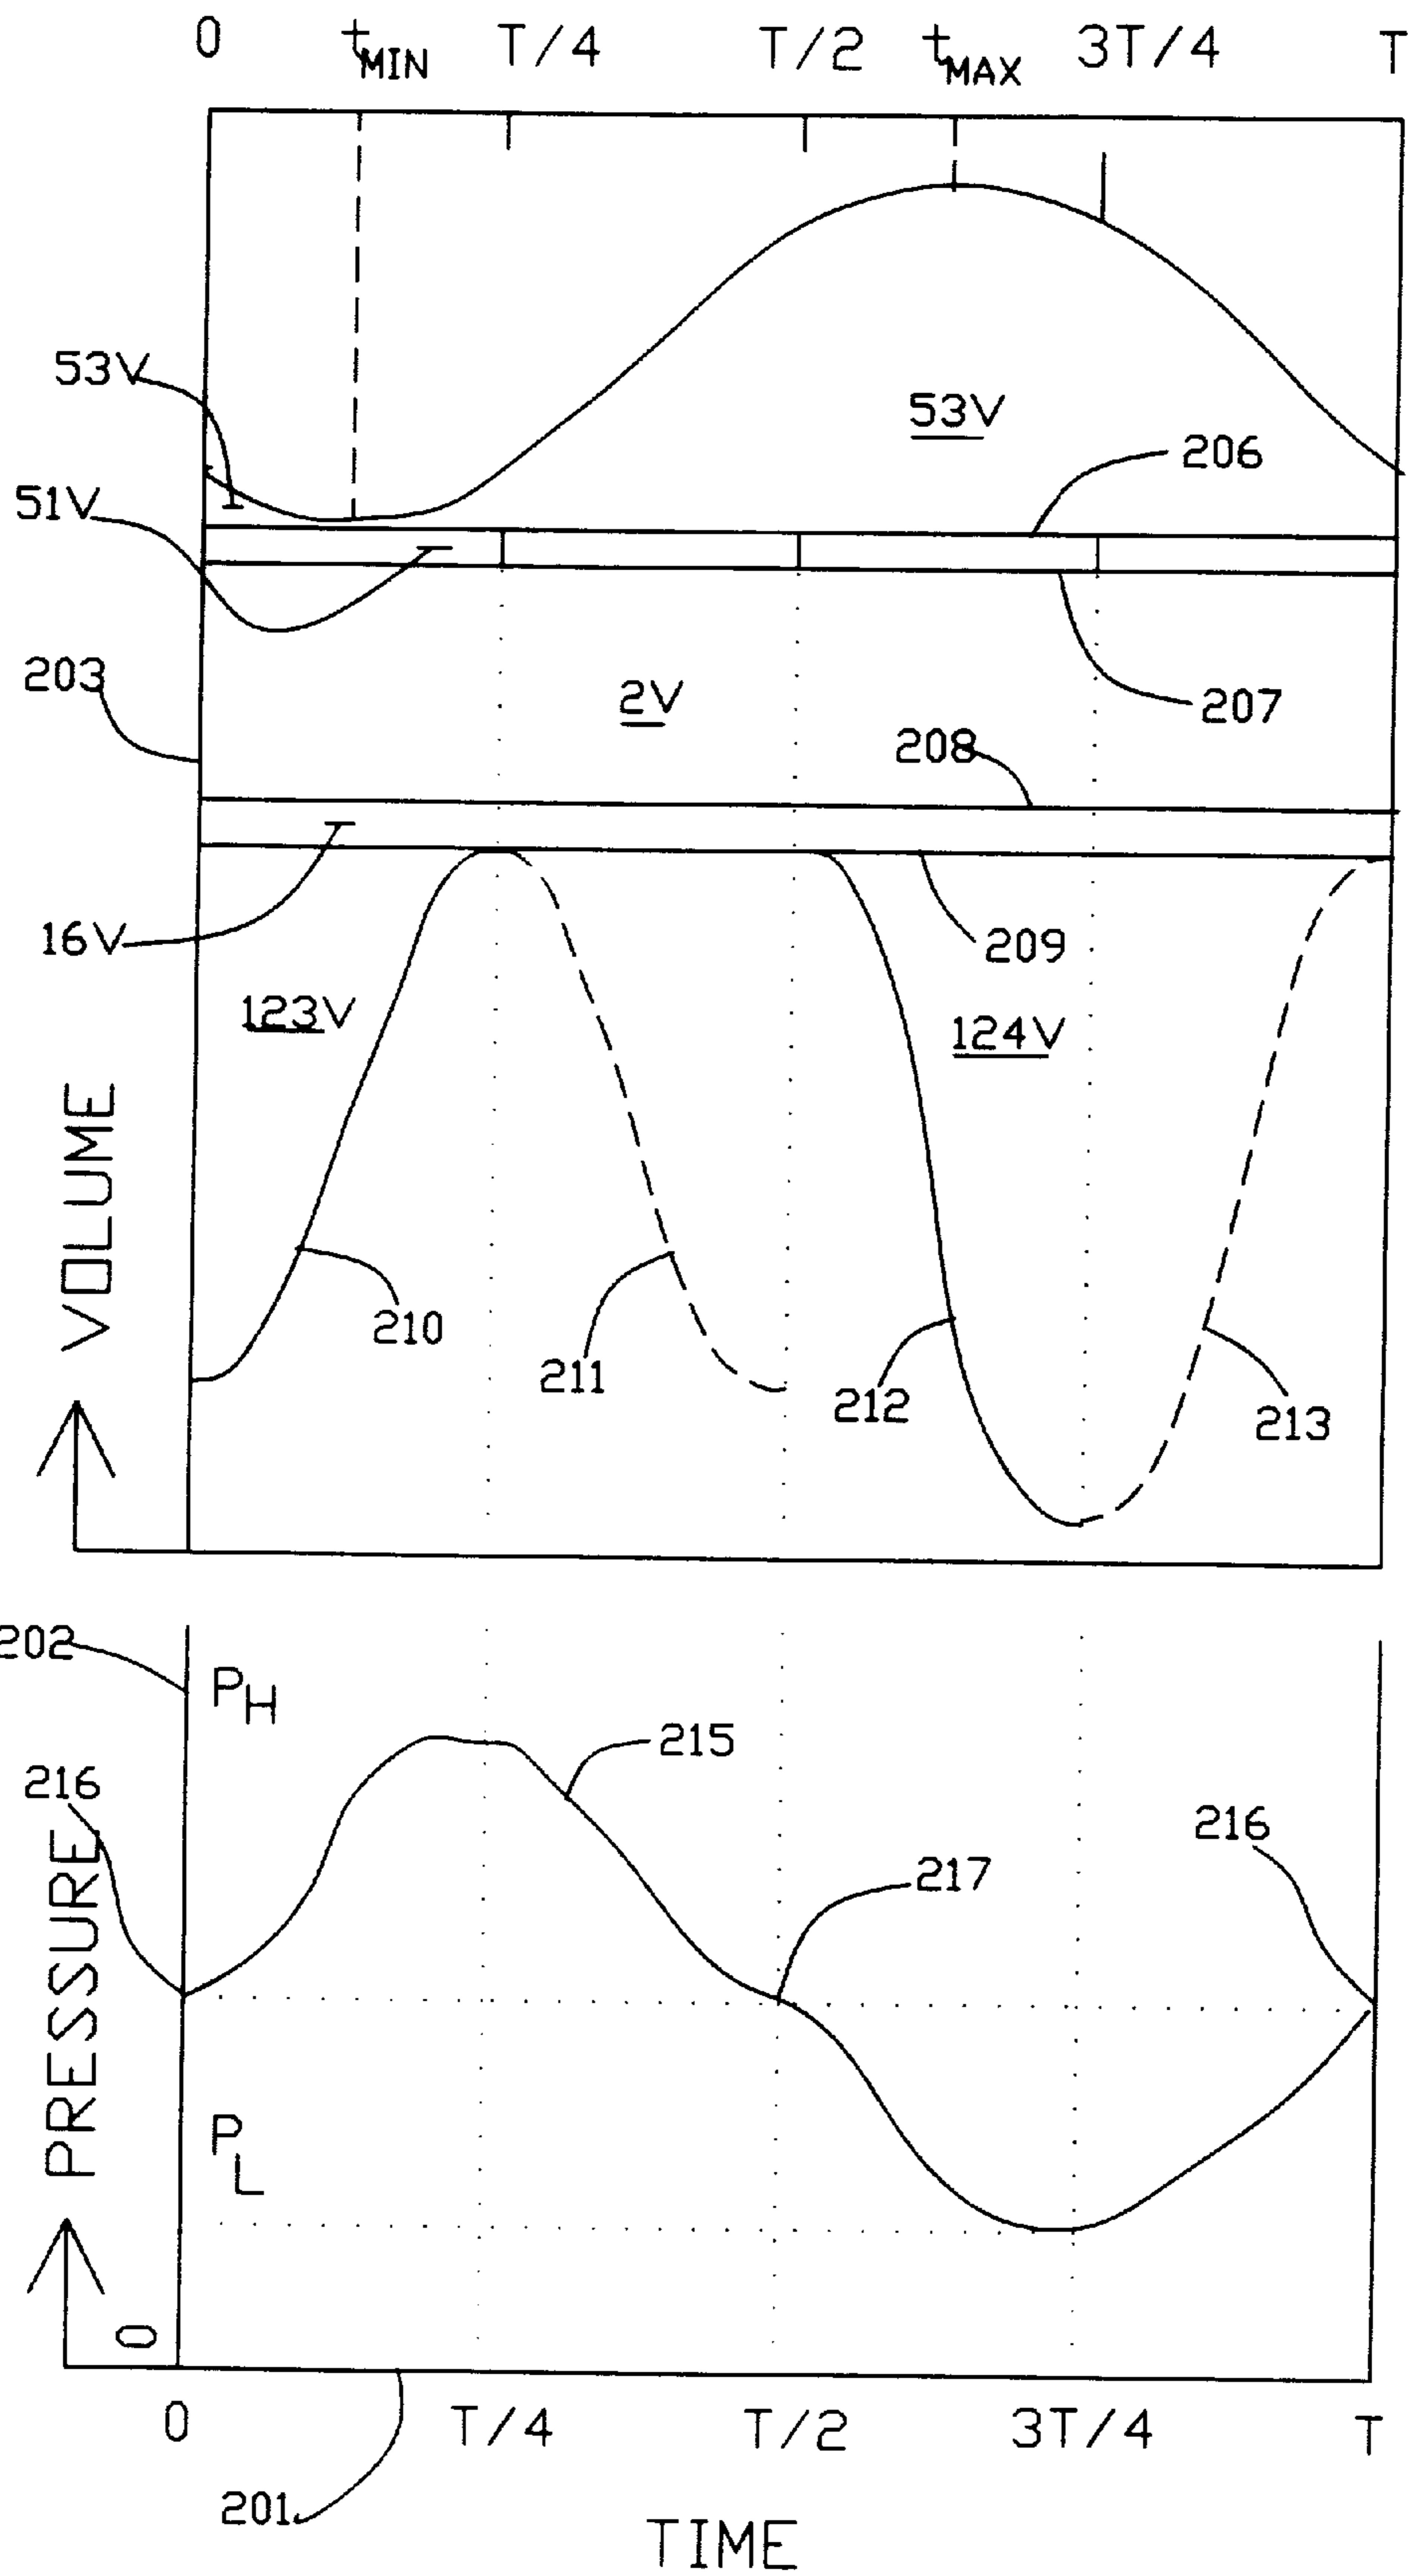 0 tMIN T/4 T/2 tMAX 3T/4 T
53V
53V
206
51V
203
2V
207
208
16V
209
123V
124V
VOLUME
210
211
212
213
202
PH
215
216
216
217
PRESSURE
PL
0
0 T/4 T/2 3T/4 T
201
TIME